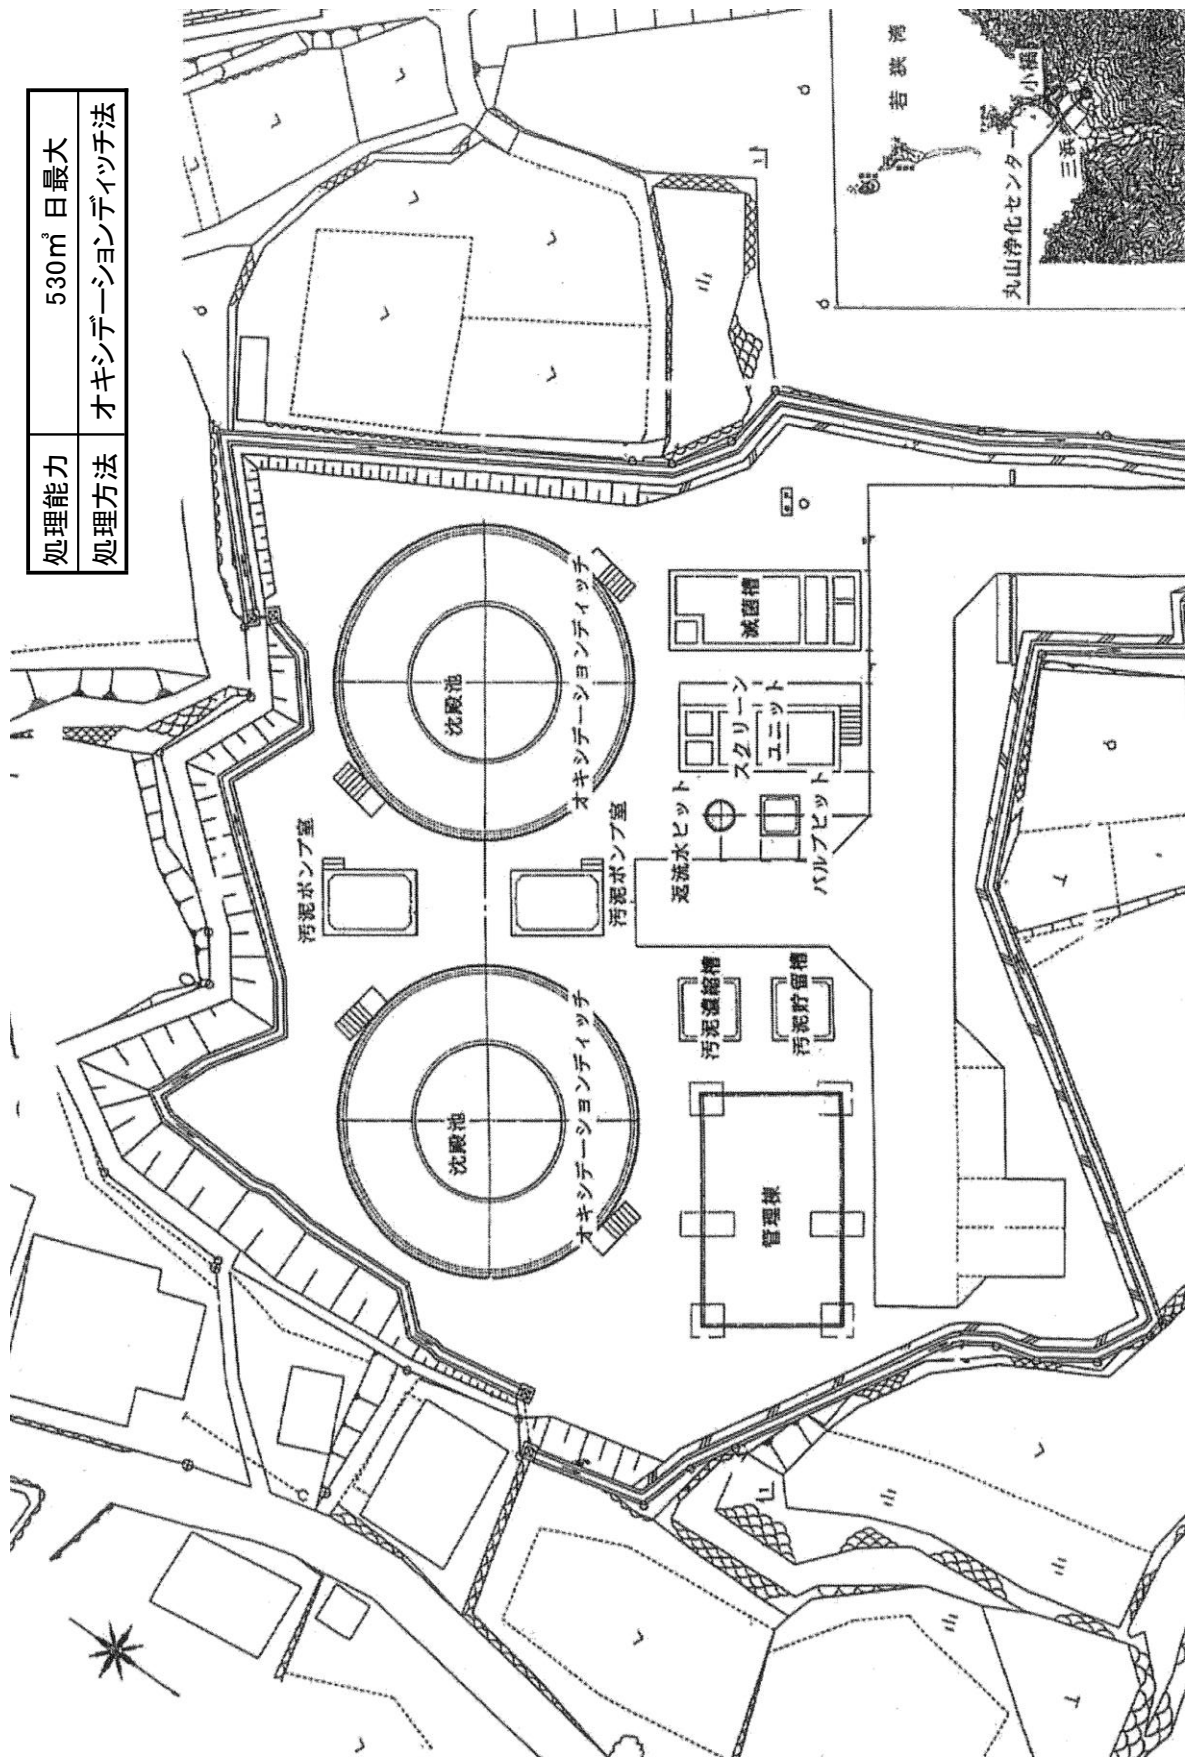 処理能力 530㎥ 日最大
処理方法 オキシデーションディッチ法
汚泥ポンプ室
沈殿池
沈殿池
オキシデーションディッチ
オキシデーションディッチ
汚泥ポンプ室
返流水ピット
バルブピット
スクリーン
ユニット
滅菌槽
汚泥濃縮槽
汚泥貯留槽
管理棟
若狭湾
小橋
三浜
丸山浄化センター